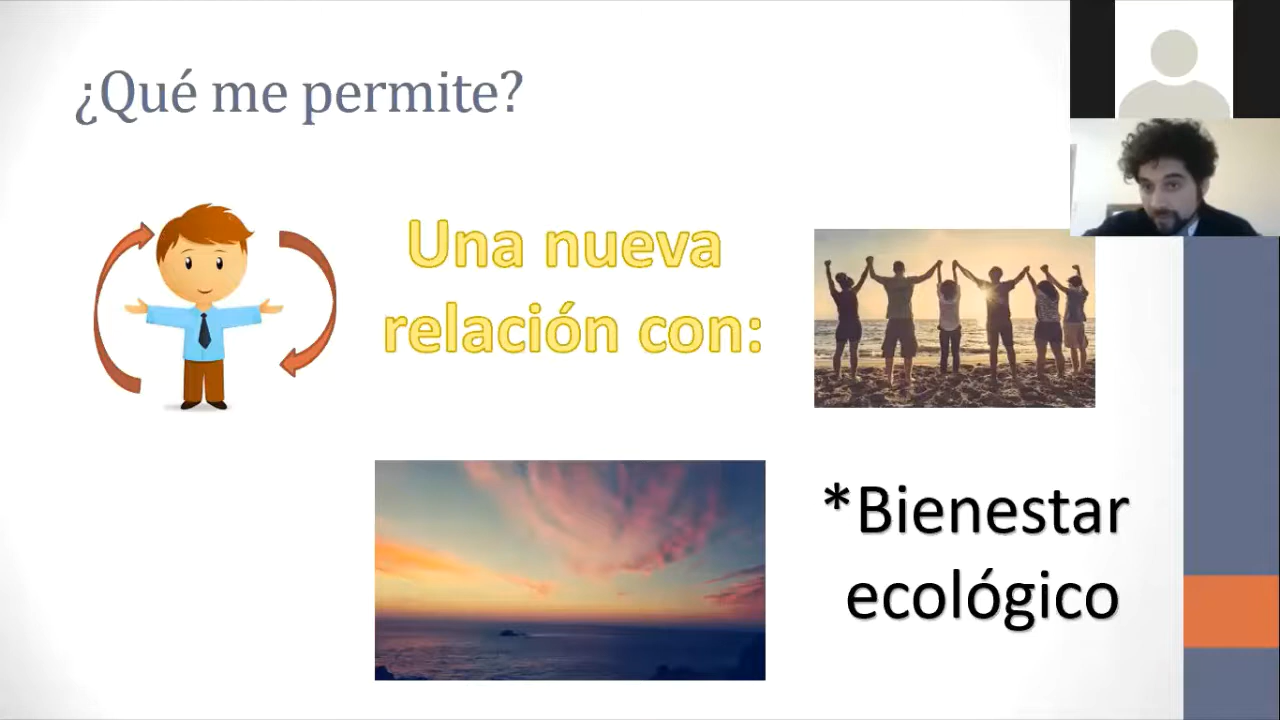 ¿Qué me permite?
Una nueva
relación con:
*Bienestar
ecológico